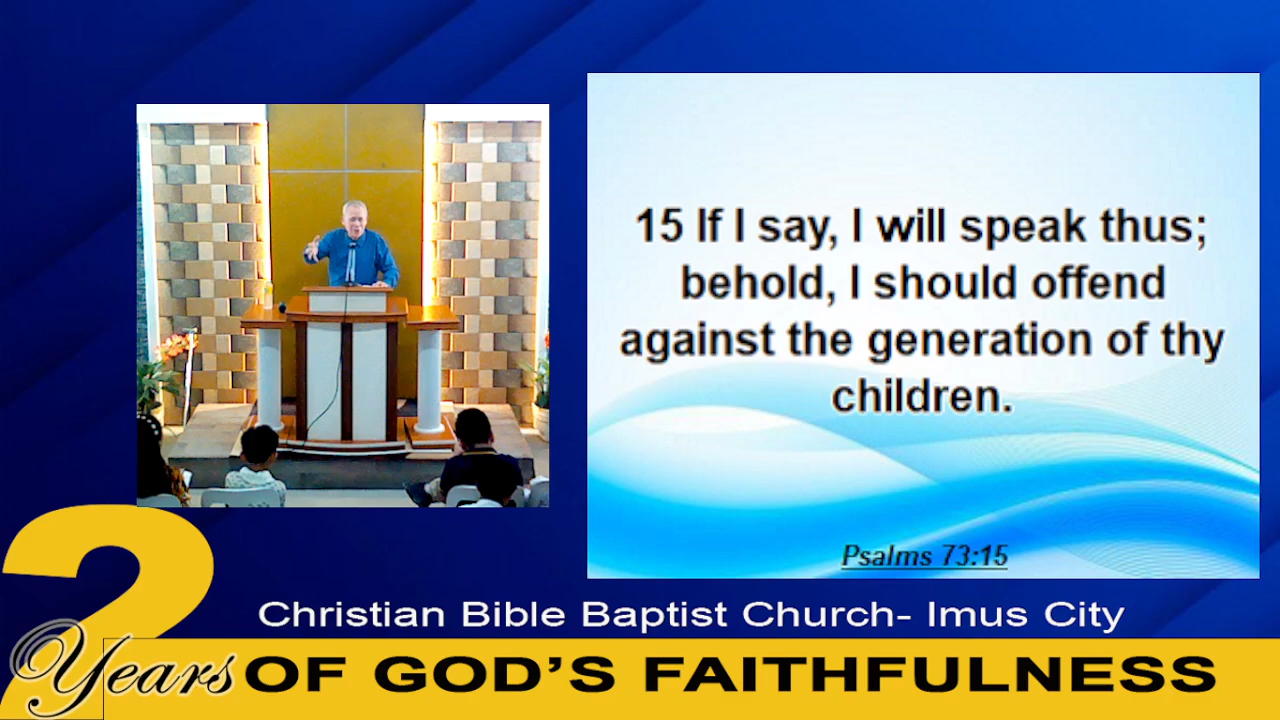 15 If I say, I will speak thus;
behold, I should offend
against the generation of thy
children.
Psalms 73:15
Christian Bible Baptist Church- Imus City
2
Years OF GOD’S FAITHFULNESS